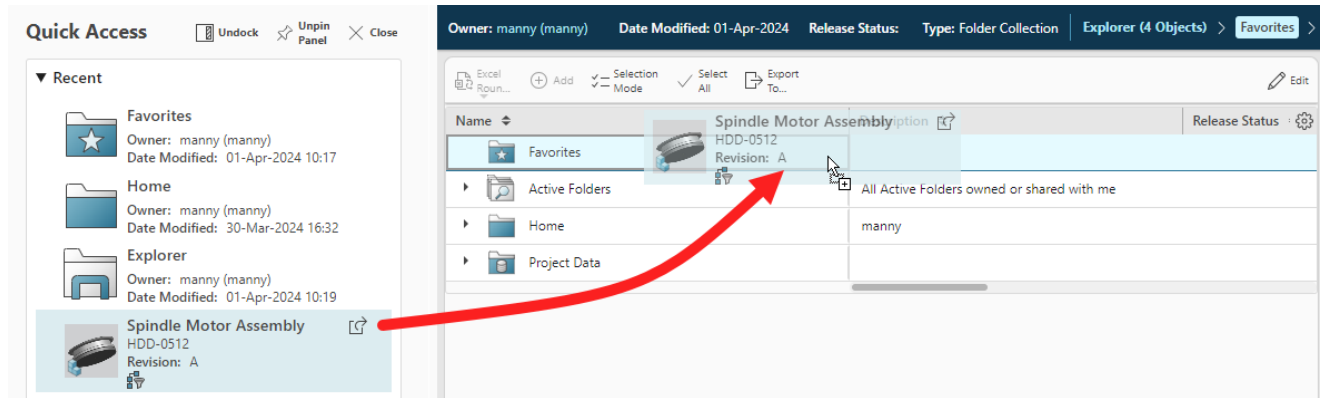 Quick Access
Undock
Unpin
Panel
Close
Recent
Favorites
Owner: manny (manny)
Date Modified: 01-Apr-2024 10:17
Home
Owner: manny (manny)
Date Modified: 30-Mar-2024 16:32
Explorer
Owner: manny (manny)
Date Modified: 01-Apr-2024 10:19
Spindle Motor Assembly
HDD-0512
Revision: A
Owner: manny (manny) Date Modified: 01-Apr-2024 Release Status: Type: Folder Collection Explorer (4 Objects) > Favorites >
Excel
Roun...
Add
Selection
Mode
Select
All
Export
To...
Edit
Name
Release Status
Spindle Motor Assembly
HDD-0512
Revision: A
Favorites
Active Folders All Active Folders owned or shared with me
Home manny
Project Data